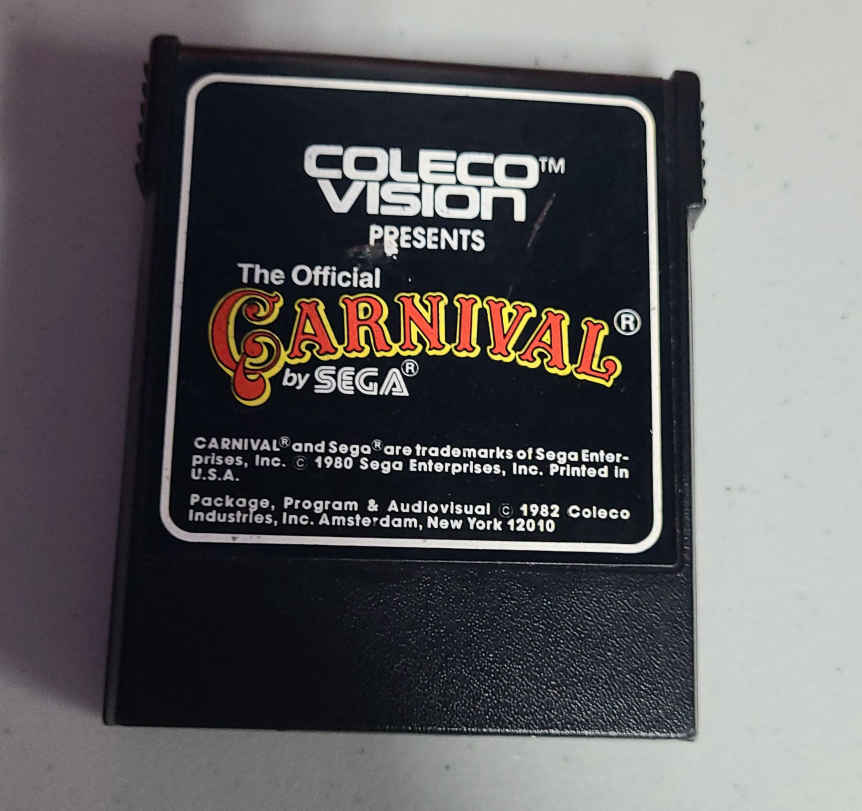 COLECO™
VISION
PRESENTS
The Official
CARNIVAL®
by SEGA®
CARNIVAL® and Sega® are trademarks of Sega Enter-
prises, Inc. © 1980 Sega Enterprises, Inc. Printed in
U.S.A.
Package, Program & Audiovisual © 1982 Coleco
Industries, Inc. Amsterdam, New York 12010